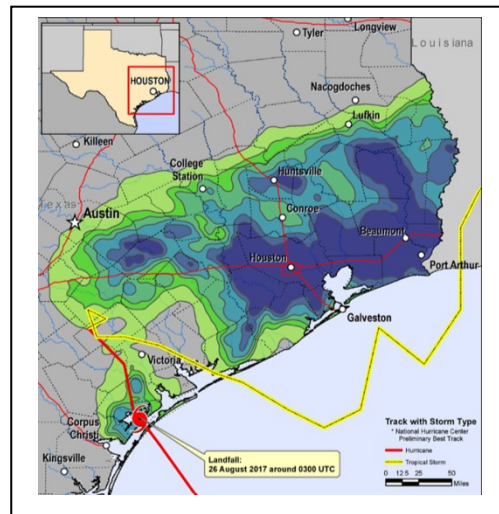 Tyler
Longview
Louisiana
HOUSTON
Nacogdoches
Lufkin
Killeen
College
Station
Huntsville
Texas
Austin
Conroe
Beaumont
Houston
Port Arthur
Galveston
Victoria
Corpus
Christi
Kingsville
Landfall:
26 August 2017 around 0300 UTC
Track with Storm Type
* National Hurricane Center
Preliminary Best Track
Hurricane
Tropical Storm
0 12.5 25 50
Miles